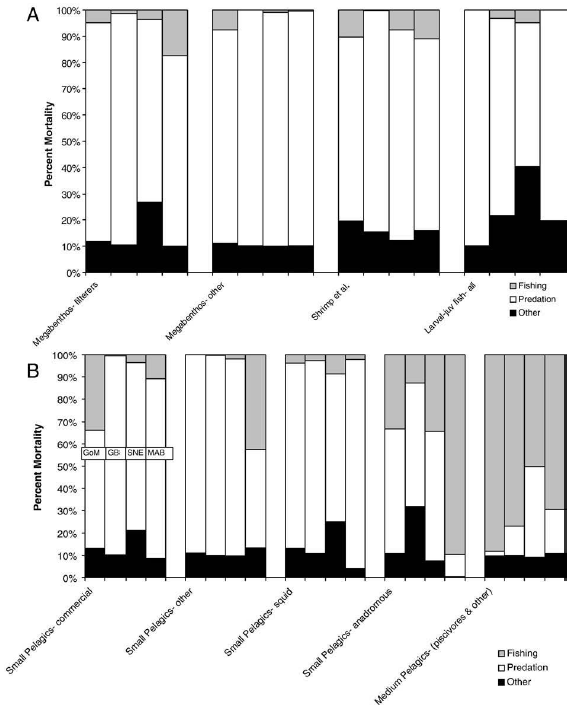 A
Percent Mortality
100%
90%
80%
70%
60%
50%
40%
30%
20%
10%
0%
Megabenthos- filterers
Megabenthos- other
Shrimp et al.
Larval-juv fish- all
Fishing
Predation
Other
B
Percent Mortality
100%
90%
80%
70%
60%
50%
40%
30%
20%
10%
0%
GoM GB SNE MAB
Small Pelagics- commercial
Small Pelagics- other
Small Pelagics- squid
Small Pelagics- anadromous
Medium Pelagics- (piscivores & other)
Fishing
Predation
Other